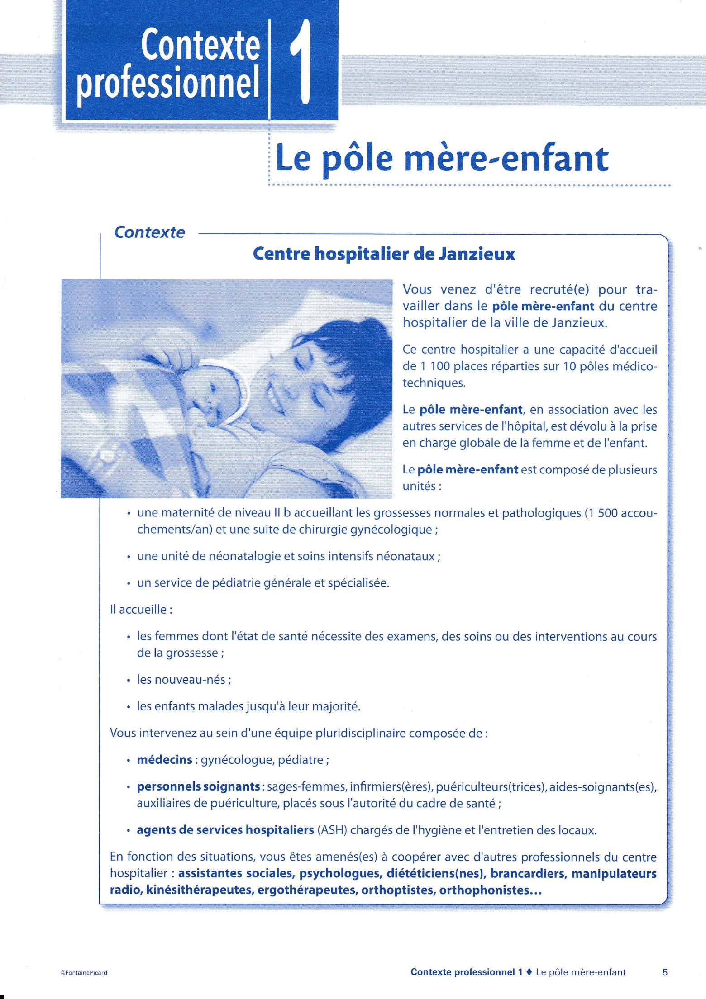 Contexte
professionnel
1
Le pôle mère-enfant
Contexte
Centre hospitalier de Janzieux
Vous venez d'être recruté(e) pour tra-
vailler dans le pôle mère-enfant du centre
hospitalier de la ville de Janzieux.
Ce centre hospitalier a une capacité d'accueil
de 1 100 places réparties sur 10 pôles médico-
techniques.
Le pôle mère-enfant, en association avec les
autres services de l'hôpital, est dévolu à la prise
en charge globale de la femme et de l'enfant.
Le pôle mère-enfant est composé de plusieurs
unités :
• une maternité de niveau II b accueillant les grossesses normales et pathologiques (1 500 accou-
chements/an) et une suite de chirurgie gynécologique ;
• une unité de néonatalogie et soins intensifs néonataux ;
• un service de pédiatrie générale et spécialisée.
Il accueille :
• les femmes dont l'état de santé nécessite des examens, des soins ou des interventions au cours
de la grossesse ;
• les nouveau-nés ;
• les enfants malades jusqu'à leur majorité.
Vous intervenez au sein d'une équipe pluridisciplinaire composée de :
• médecins : gynécologue, pédiatre ;
• personnels soignants : sages-femmes, infirmiers(ères), puériculteurs(trices), aides-soignants(es),
auxiliaires de puériculture, placés sous l'autorité du cadre de santé ;
• agents de services hospitaliers (ASH) chargés de l'hygiène et l'entretien des locaux.
En fonction des situations, vous êtes amenés(es) à coopérer avec d'autres professionnels du centre
hospitalier : assistantes sociales, psychologues, diététiciens(nes), brancardiers, manipulateurs
radio, kinésithérapeutes, ergothérapeutes, orthoptistes, orthophonistes...
©FontainePicard
Contexte professionnel 1 ♦ Le pôle mère-enfant 5